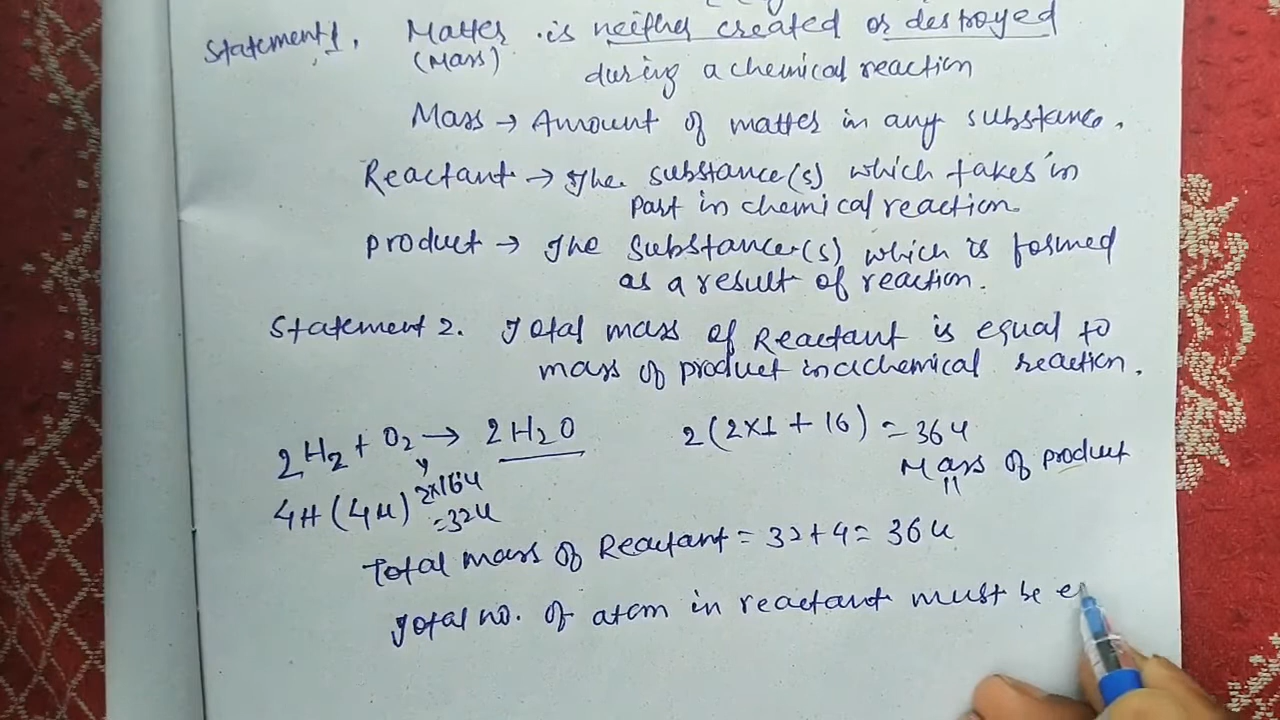 Statement 1. Matter is neither created or destroyed
(Mass) during a chemical reaction
Mass → Amount of matter in any substance.
Reactant → The substance(s) which takes in
part in chemical reaction.
product → The substance(s) which is formed
as a result of reaction.
Statement 2. Total mass of Reactant is equal to
mass of product in a chemical reaction.
2H2 + O2 → 2H2O 2(2x1 + 16) = 36u
4H (4u) 2x16u Mass of product
=32u
Total mass of Reactant = 32+4= 36u
Total no. of atom in reactant must be e